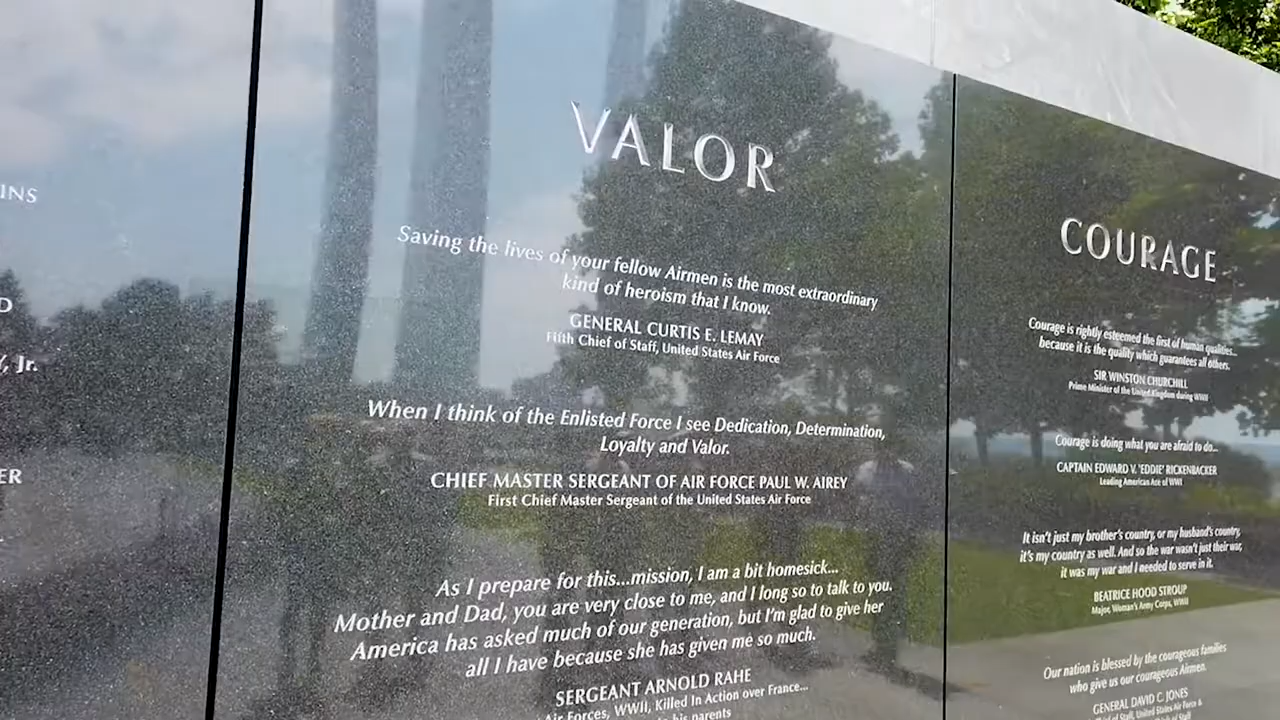 INS
D
Y, Jr.
ER
VALOR
Saving the lives of your fellow Airmen is the most extraordinary
kind of heroism that I know.
GENERAL CURTIS E. LEMAY
Fifth Chief of Staff, United States Air Force
When I think of the Enlisted Force I see Dedication, Determination,
Loyalty and Valor.
CHIEF MASTER SERGEANT OF AIR FORCE PAUL W. AIREY
First Chief Master Sergeant of the United States Air Force
As I prepare for this...mission, I am a bit homesick...
Mother and Dad, you are very close to me, and I long so to talk to you.
America has asked much of our generation, but I'm glad to give her
all I have because she has given me so much.
SERGEANT ARNOLD RAHE
Air Forces, WWII, Killed In Action over France...
his parents
COURAGE
Courage is rightly esteemed the first of human qualities...
because it is the quality which guarantees all others.
SIR WINSTON CHURCHILL
Prime Minister of the United Kingdom during WWII
Courage is doing what you are afraid to do...
CAPTAIN EDWARD V. 'EDDIE' RICKENBACKER
Leading American Ace of WWI
It isn't just my brother's country, or my husband's country,
it's my country as well. And so the war wasn't just their war,
it was my war and I needed to serve in it.
BEATRICE HOOD STROUP
Major, Woman's Army Corps, WWII
Our nation is blessed by the courageous families
who give us our courageous Airmen.
GENERAL DAVID C. JONES
of Staff, United States Air Force &